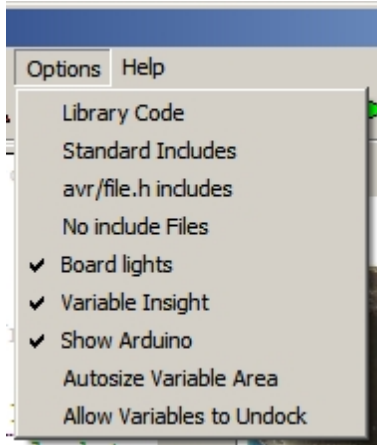 Options Help
Library Code
Standard Includes
avr/file.h includes
No include Files
Board lights
Variable Insight
Show Arduino
Autosize Variable Area
Allow Variables to Undock